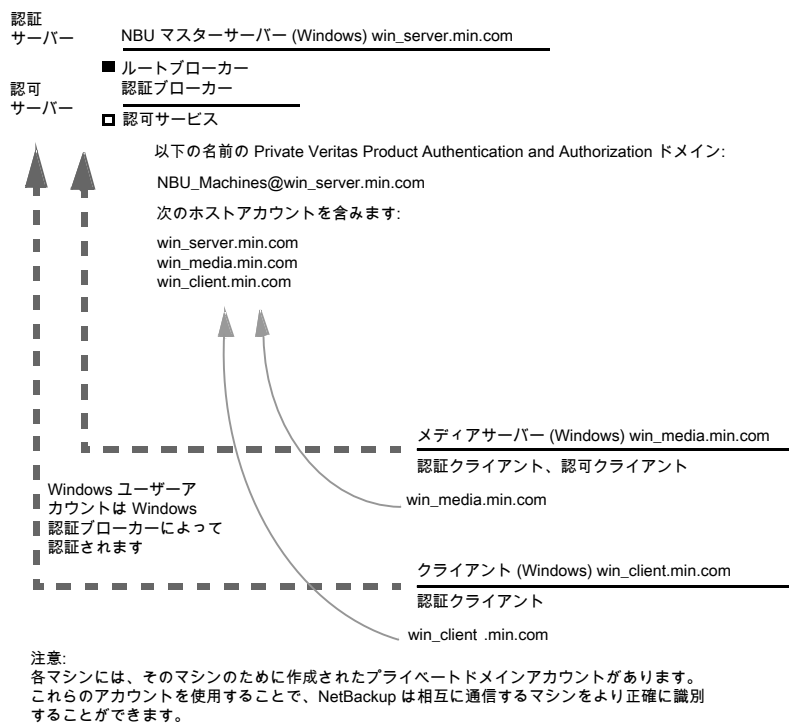 認証
サーバー
NBU マスターサーバー (Windows) win_server.min.com
ルートブローカー
認証ブローカー
認可
サーバー
認可サービス
以下の名前の Private Veritas Product Authentication and Authorization ドメイン:
NBU_Machines@win_server.min.com
次のホストアカウントを含みます:
win_server.min.com
win_media.min.com
win_client.min.com
メディアサーバー (Windows) win_media.min.com
認証クライアント、認可クライアント
win_media.min.com
Windows ユーザーア
カウントは Windows
認証ブローカーによって
認証されます
クライアント (Windows) win_client.min.com
認証クライアント
win_client .min.com
注意:
各マシンには、そのマシンのために作成されたプライベートドメインアカウントがあります。
これらのアカウントを使用することで、NetBackup は相互に通信するマシンをより正確に識別
することができます。